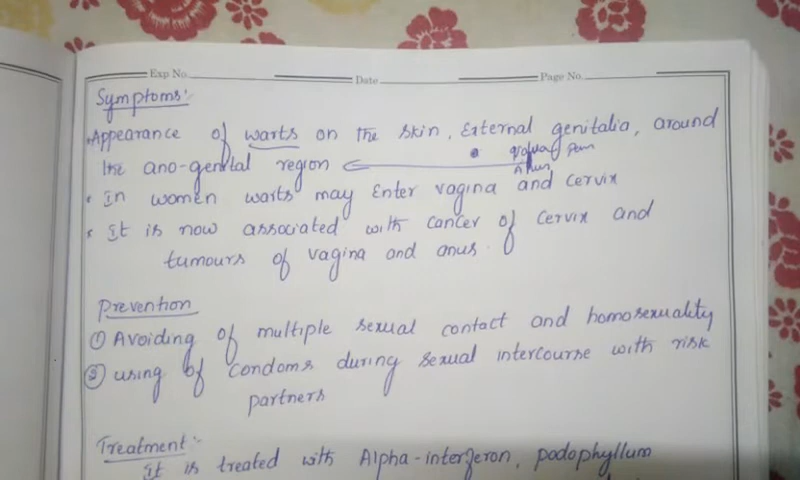 Exp No.
Date
Page No.
Symptoms:-
• Appearance of warts on the skin, External genitalia, around
the ano-genital region
Anus
• In women warts may Enter vagina and cervix
• It is now associated with cancer of cervix and
tumours of vagina and anus.
Prevention
① Avoiding of multiple sexual contact and homosexuality
② using of condoms during sexual intercourse with risk
partners
Treatment:-
It is treated with Alpha-interferon, podophyllum